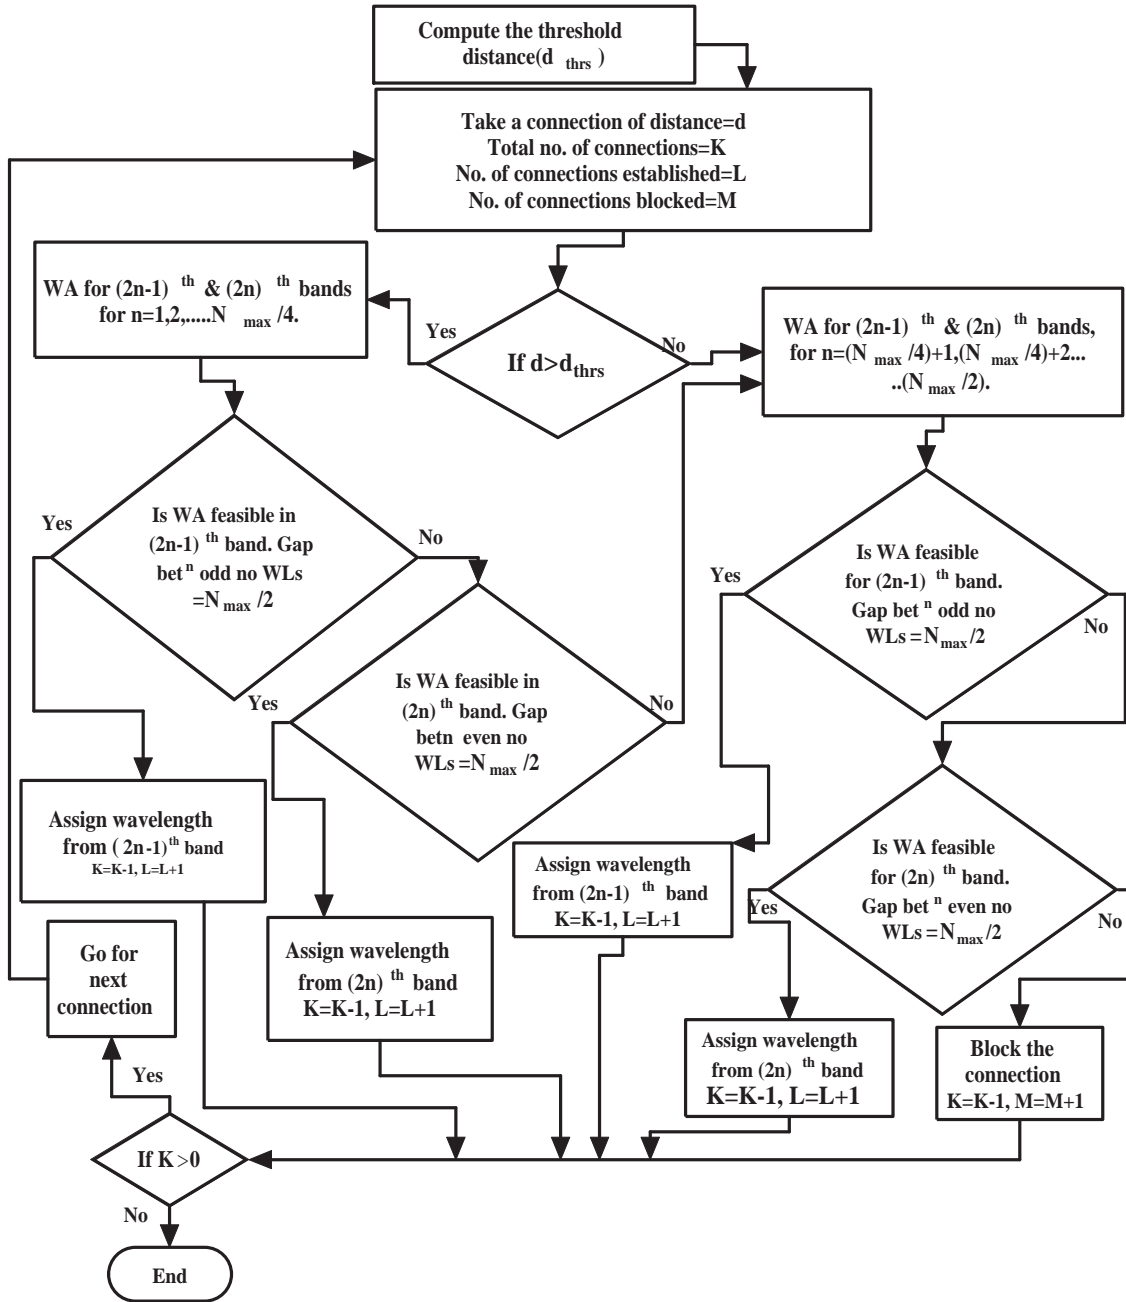 Compute the threshold
distance(d thrs )
Take a connection of distance=d
Total no. of connections=K
No. of connections established=L
No. of connections blocked=M
WA for (2n-1) th & (2n) th bands
for n=1,2,.....N max /4.
Yes
If d>dthrs
No
WA for (2n-1) th & (2n) th bands,
for n=(N max /4)+1,(N max /4)+2...
..(N max /2).
Yes
Is WA feasible in
(2n-1) th band. Gap
bet n odd no WLs
=N max /2
No
Yes
Is WA feasible
for (2n-1) th band.
Gap bet n odd no
WLs =N max /2
No
Yes
Is WA feasible in
(2n) th band. Gap
betn even no
WLs =N max /2
No
Assign wavelength
from ( 2n-1) th band
K=K-1, L=L+1
Assign wavelength
from (2n-1) th band
K=K-1, L=L+1
Yes
Is WA feasible
for (2n) th band.
Gap bet n even no
WLs =N max /2
No
Go for
next
connection
Assign wavelength
from (2n) th band
K=K-1, L=L+1
Assign wavelength
from (2n) th band
K=K-1, L=L+1
Block the
connection
K=K-1, M=M+1
Yes
If K >0
No
End